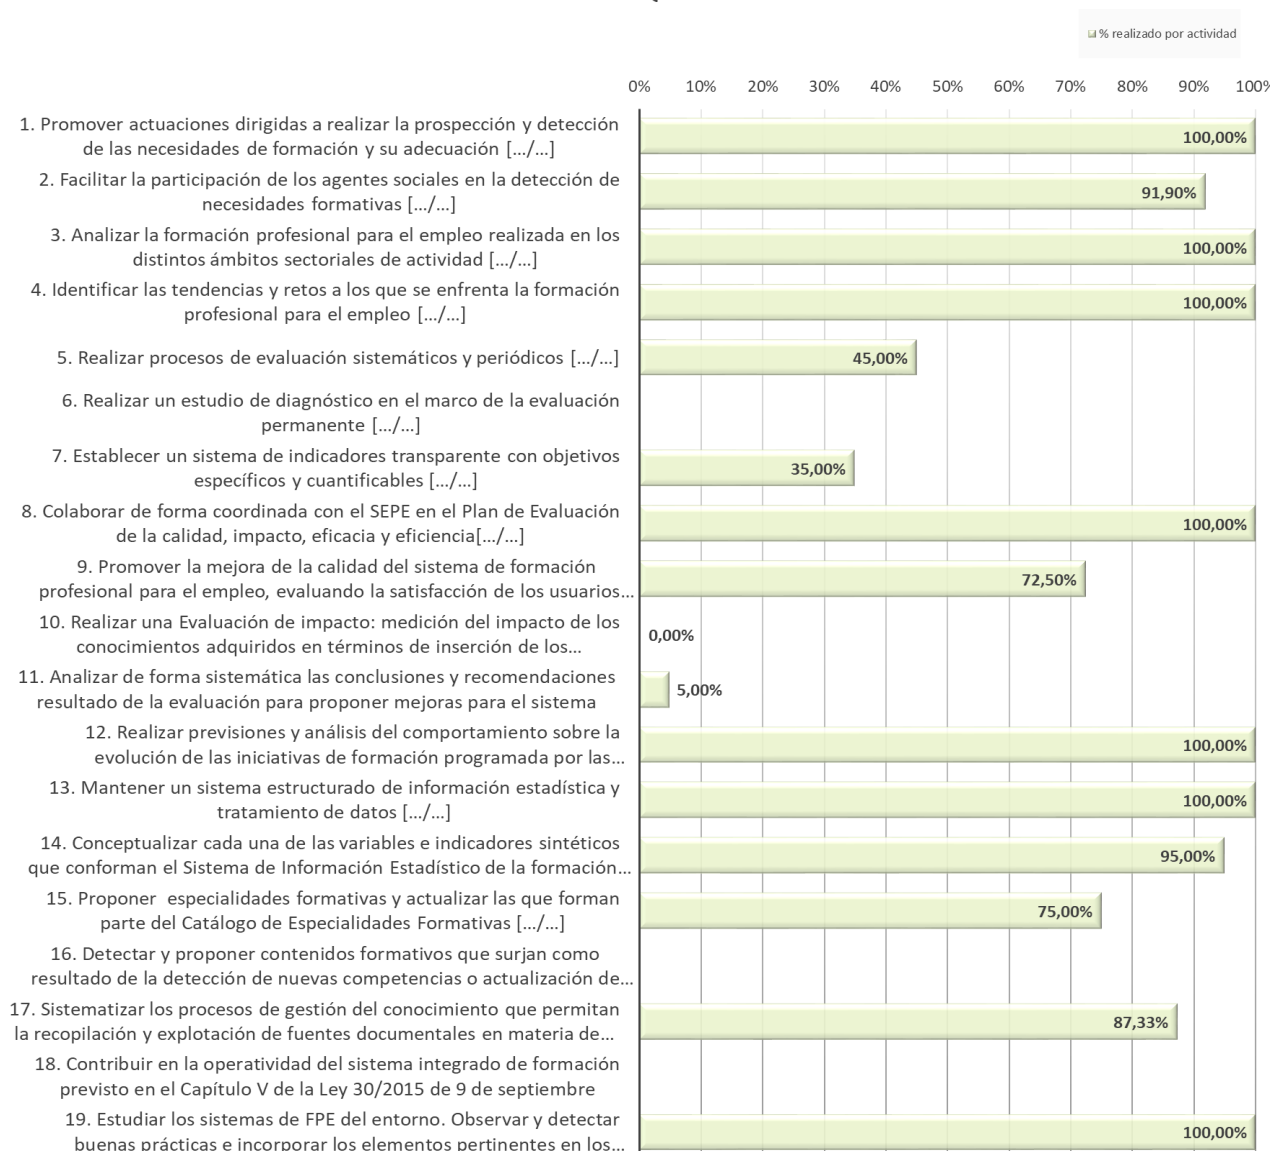 % realizado por actividad
0% 10% 20% 30% 40% 50% 60% 70% 80% 90% 100%
1. Promover actuaciones dirigidas a realizar la prospección y detección
de las necesidades de formación y su adecuación [.../...]
100,00%
2. Facilitar la participación de los agentes sociales en la detección de
necesidades formativas [.../...]
91,90%
3. Analizar la formación profesional para el empleo realizada en los
distintos ámbitos sectoriales de actividad [.../...]
100,00%
4. Identificar las tendencias y retos a los que se enfrenta la formación
profesional para el empleo [.../...]
100,00%
5. Realizar procesos de evaluación sistemáticos y periódicos [.../...]
45,00%
6. Realizar un estudio de diagnóstico en el marco de la evaluación
permanente [.../...]
7. Establecer un sistema de indicadores transparente con objetivos
específicos y cuantificables [.../...]
35,00%
8. Colaborar de forma coordinada con el SEPE en el Plan de Evaluación
de la calidad, impacto, eficacia y eficiencia[.../...]
100,00%
9. Promover la mejora de la calidad del sistema de formación
profesional para el empleo, evaluando la satisfacción de los usuarios...
72,50%
10. Realizar una Evaluación de impacto: medición del impacto de los
conocimientos adquiridos en términos de inserción de los...
0,00%
11. Analizar de forma sistemática las conclusiones y recomendaciones
resultado de la evaluación para proponer mejoras para el sistema
5,00%
12. Realizar previsiones y análisis del comportamiento sobre la
evolución de las iniciativas de formación programada por las...
100,00%
13. Mantener un sistema estructurado de información estadística y
tratamiento de datos [.../...]
100,00%
14. Conceptualizar cada una de las variables e indicadores sintéticos
que conforman el Sistema de Información Estadístico de la formación...
95,00%
15. Proponer  especialidades formativas y actualizar las que forman
parte del Catálogo de Especialidades Formativas [.../...]
75,00%
16. Detectar y proponer contenidos formativos que surjan como
resultado de la detección de nuevas competencias o actualización de...
17. Sistematizar los procesos de gestión del conocimiento que permitan
la recopilación y explotación de fuentes documentales en materia de...
87,33%
18. Contribuir en la operatividad del sistema integrado de formación
previsto en el Capítulo V de la Ley 30/2015 de 9 de septiembre
19. Estudiar los sistemas de FPE del entorno. Observar y detectar
buenas prácticas e incorporar los elementos pertinentes en los...
100,00%